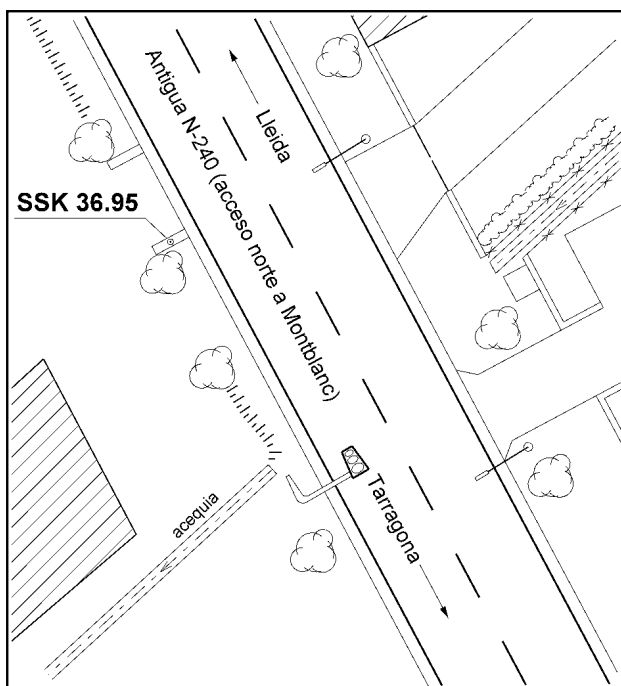 Antigua N-240 (acceso norte a Montblanc)
Lleida
SSK 36.95
Tarragona
acequia